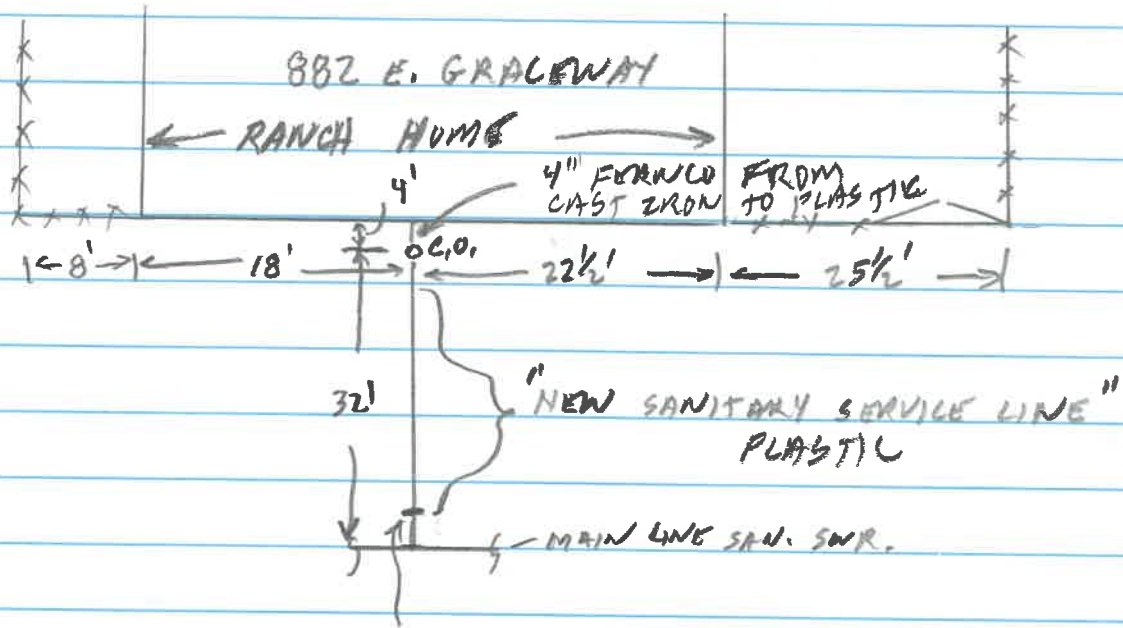 882 E. GRACEWAY
RANCH HOME
4" FERNCO FROM
CAST IRON TO PLASTIC
4'
C.O.
8'
18'
22½'
25½'
32'
"NEW SANITARY SERVICE LINE"
PLASTIC
MAIN LINE SAN. SWR.